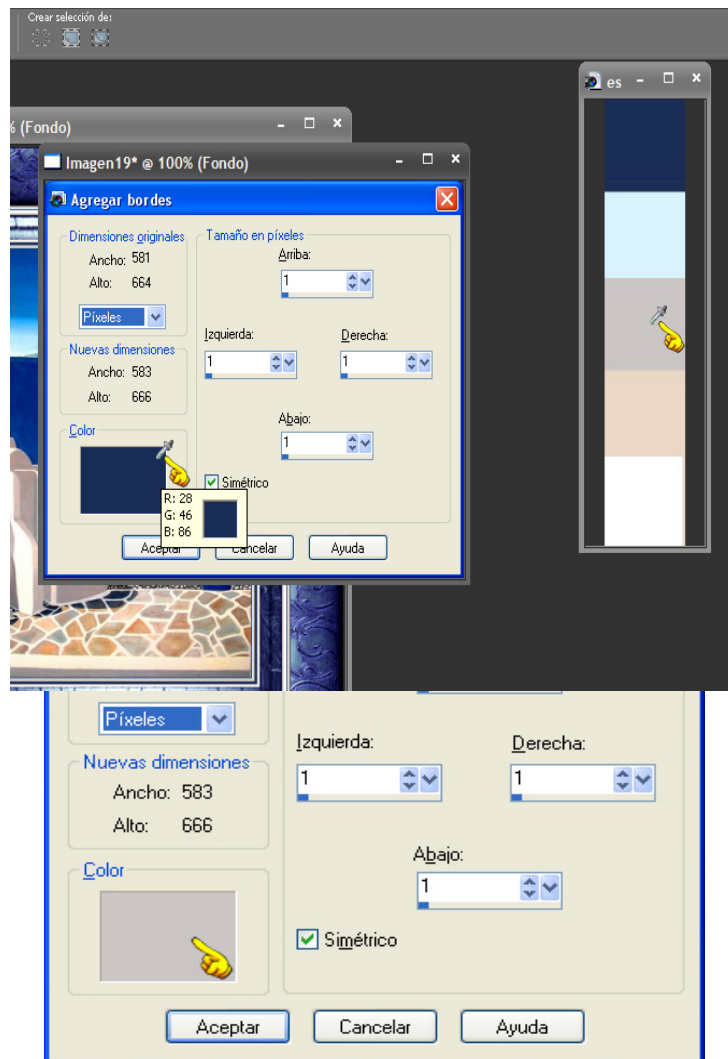 Crear selección de:
es
% (Fondo)
Imagen19* @ 100% (Fondo)
Agregar bordes
Dimensiones originales
Ancho: 581
Alto: 664
Píxeles
Nuevas dimensiones
Ancho: 583
Alto: 666
Color
Tamaño en píxeles
Arriba:
1
Izquierda:
1
Derecha:
1
Abajo:
1
Simétrico
R: 28
G: 46
B: 86
Aceptar
Cancelar
Ayuda
Píxeles
Nuevas dimensiones
Ancho: 583
Alto: 666
Color
Izquierda:
1
Derecha:
1
Abajo:
1
Simétrico
Aceptar
Cancelar
Ayuda